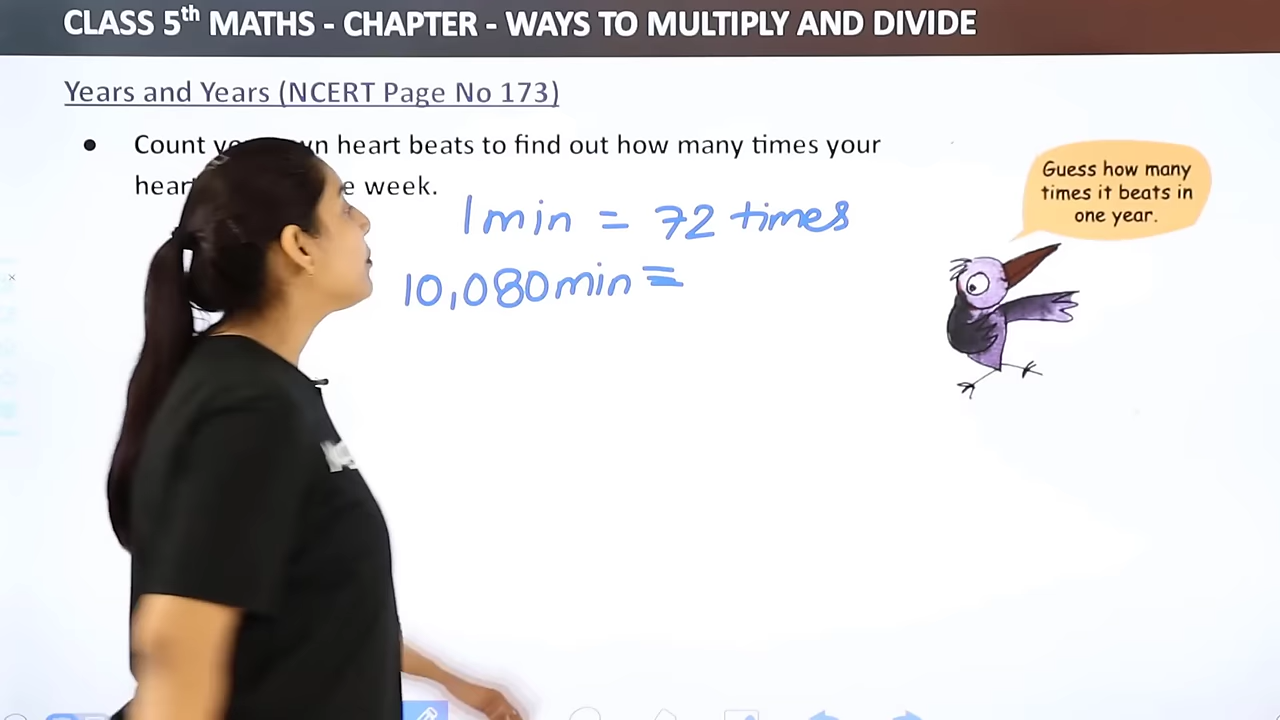 CLASS 5th MATHS - CHAPTER - WAYS TO MULTIPLY AND DIVIDE
Years and Years (NCERT Page No 173)
● Count heart beats to find out how many times your
week.
1 min = 72 times
10,080 min =
Guess how many
times it beats in
one year.